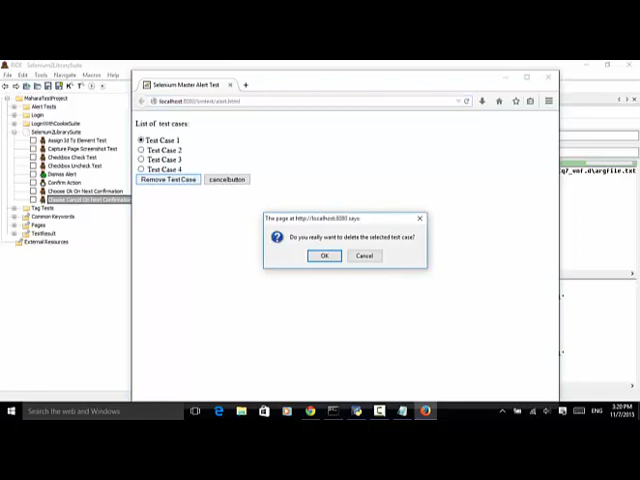 RIDE - Selenium2LibrarySuite
File Edit Tools Navigate Macros Help
MaharaTestProject
Alert Tests
Login
LoginWithCookieSuite
Selenium2LibrarySuite
Assign Id To Element Test
Capture Page Screenshot Test
Checkbox Check Test
Checkbox Uncheck Test
Dismiss Alert
Confirm Action
Choose Ok On Next Confirmation
Choose Cancel On Next Confirmation
Tag Tests
Common Keywords
Pages
TestResult
External Resources
Selenium Master Alert Test
List of test cases:
Test Case 1
Test Case 2
Test Case 3
Test Case 4
Remove Test Case cancelbutton
The page at http://localhost:8080 says:
Do you really want to delete the selected test case?
OK Cancel
Search the web and Windows
ENG
3:20 PM
11/7/2015